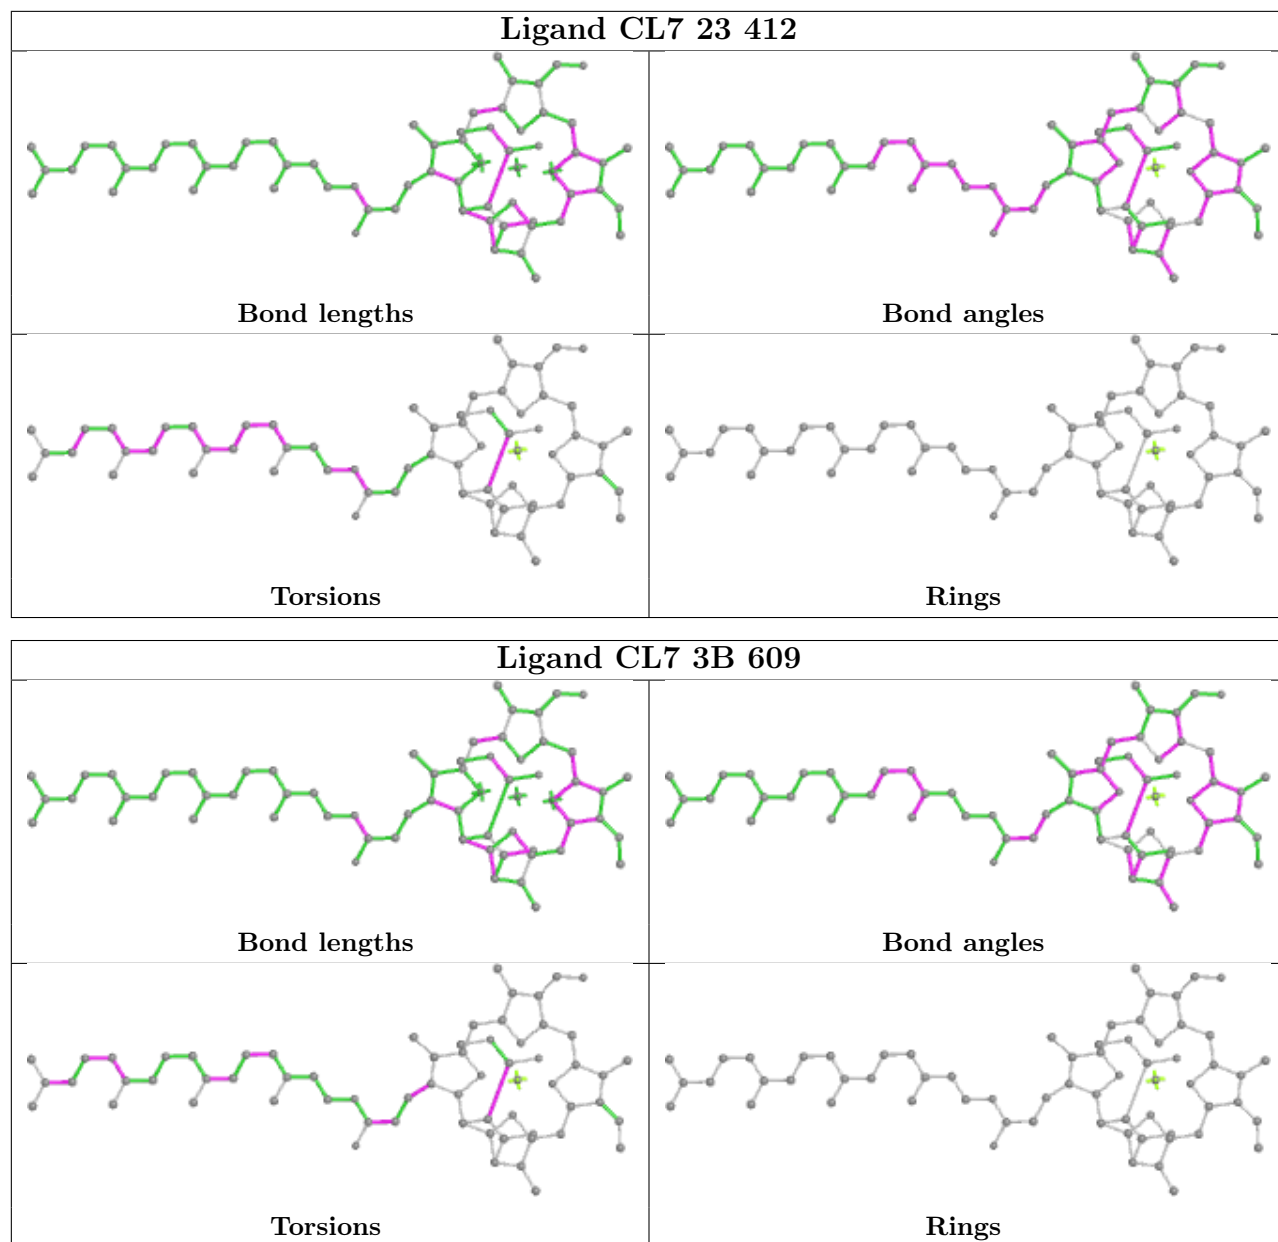 Ligand CL7 23 412
Bond lengths
Bond angles
Torsions
Rings
Ligand CL7 3B 609
Bond lengths
Bond angles
Torsions
Rings